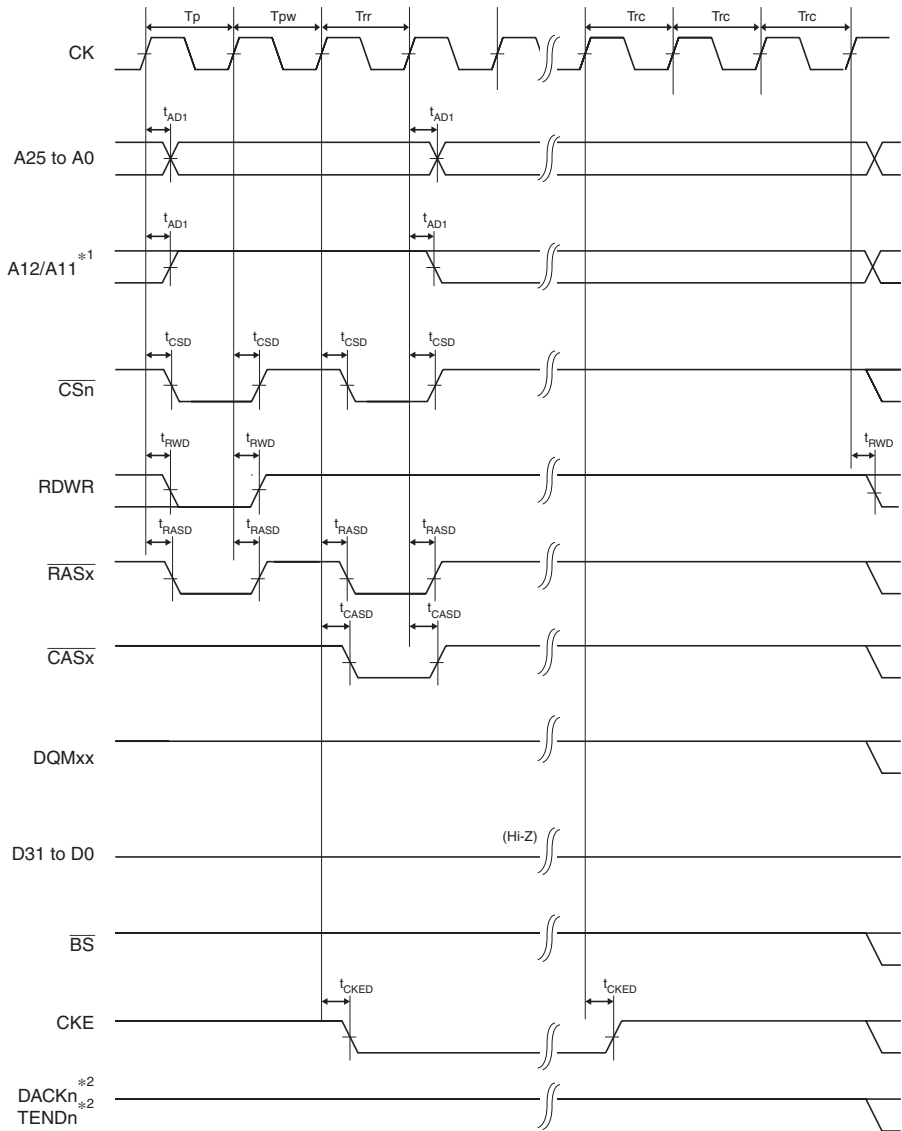 Tp Tpw Trr Trc Trc Trc
CK
tAD1 tAD1
A25 to A0
tAD1 tAD1
A12/A11*1
tCSD tCSD tCSD tCSD
CSn
tRWD tRWD tRWD
RDWR
tRASD tRASD tRASD tRASD
RASx
tCASD tCASD
CASx
DQMxx
(Hi-Z)
D31 to D0
BS
tCKED tCKED
CKE
DACKn*2
TENDn*2